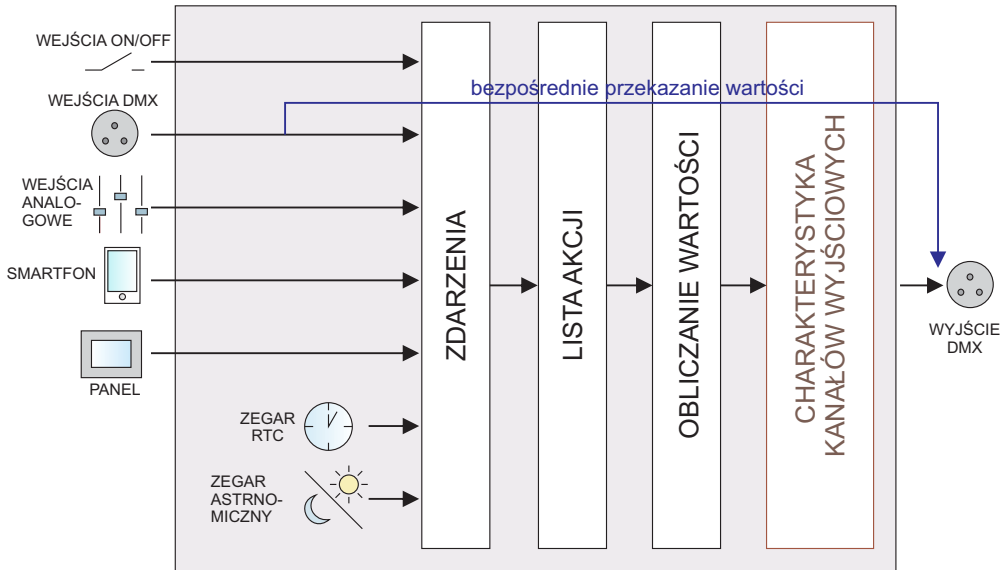 WEJŚCIA ON/OFF
WEJŚCIA DMX
WEJŚCIA
ANALO-
GOWE
SMARTFON
PANEL
ZEGAR
RTC
ZEGAR
ASTRNO-
MICZNY
bezpośrednie przekazanie wartości
ZDARZENIA
LISTA AKCJI
OBLICZANIE WARTOŚCI
CHARAKTERYSTYKA
KANAŁÓW WYJŚCIOWYCH
WYJŚCIE
DMX